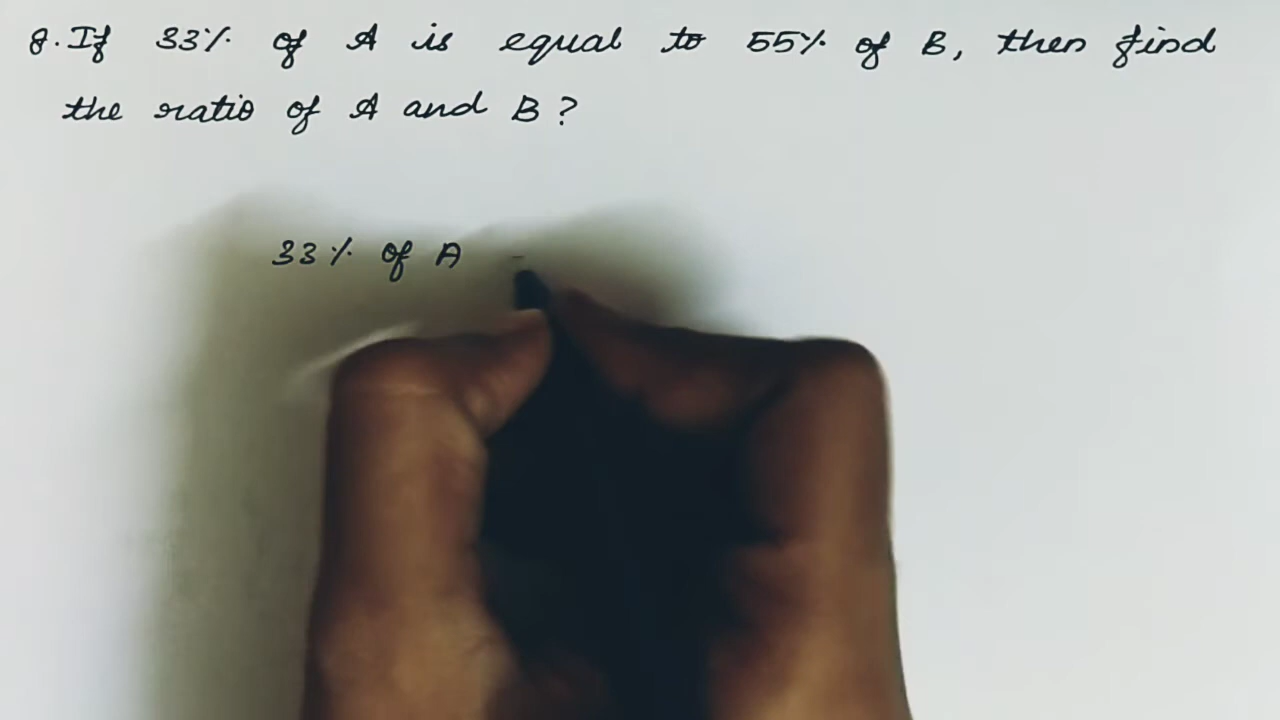 8. If 33% of A is equal to 55% of B, then find
the ratio of A and B?
33% of A